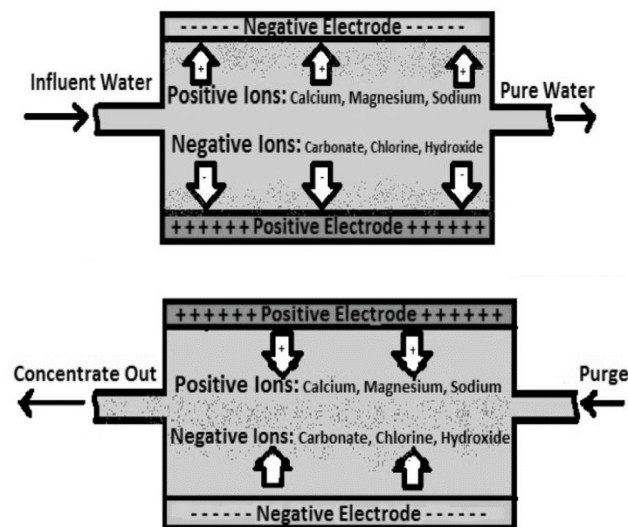 - - - - - - Negative Electrode - - - - - -
+ + +
Influent Water
Positive Ions: Calcium, Magnesium, Sodium
Pure Water
Negative Ions: Carbonate, Chlorine, Hydroxide
- - -
+ + + + + + Positive Electrode + + + + + +
+ + + + + + Positive Electrode + + + + + +
+ +
Concentrate Out
Positive Ions: Calcium, Magnesium, Sodium
Purge
Negative Ions: Carbonate, Chlorine, Hydroxide
- -
- - - - - - Negative Electrode - - - - - -